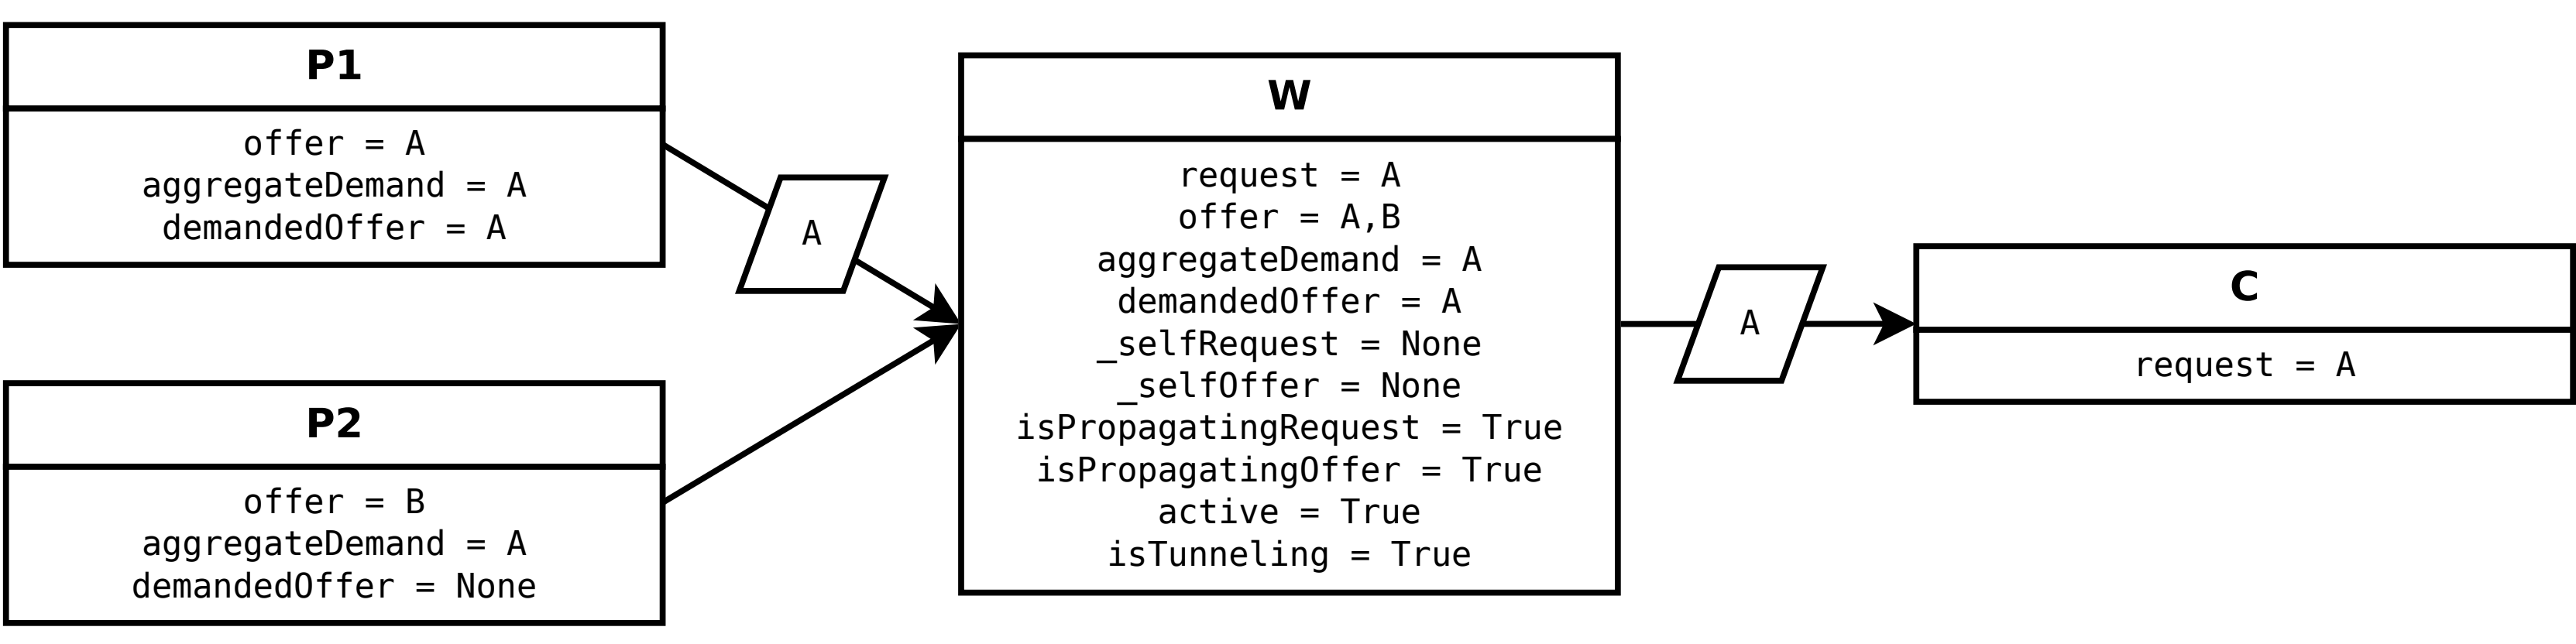 P1
offer = A
aggregateDemand = A
demandedOffer = A
A
P2
offer = B
aggregateDemand = A
demandedOffer = None
W
request = A
offer = A,B
aggregateDemand = A
demandedOffer = A
_selfRequest = None
_selfOffer = None
isPropagatingRequest = True
isPropagatingOffer = True
active = True
isTunneling = True
A
C
request = A